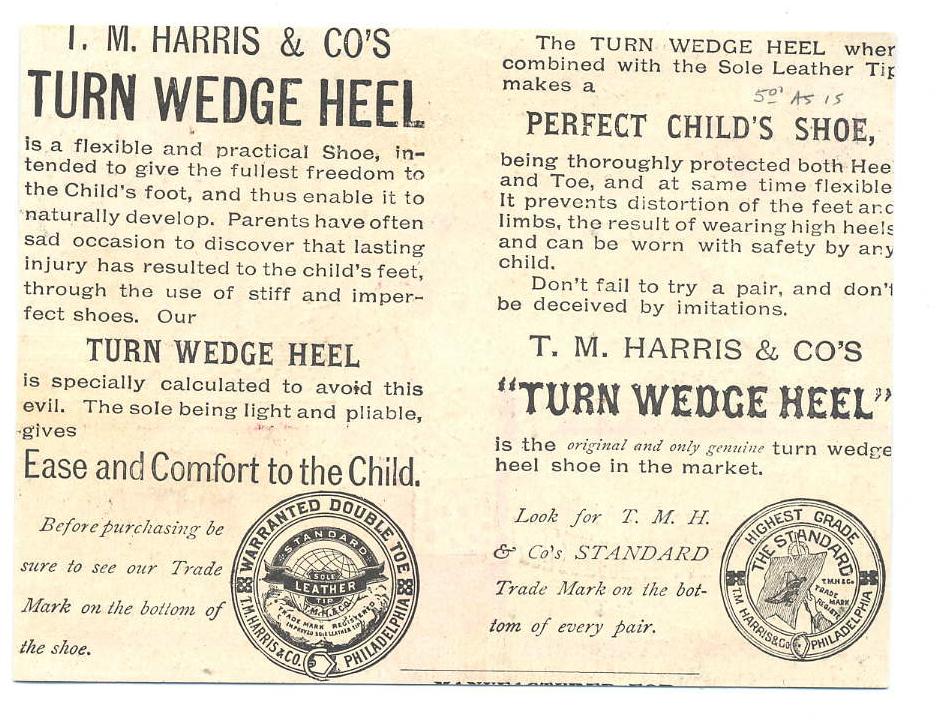 T. M. HARRIS & CO'S
TURN WEDGE HEEL
is a flexible and practical Shoe, in-
tended to give the fullest freedom to
the Child's foot, and thus enable it to
naturally develop. Parents have often
sad occasion to discover that lasting
injury has resulted to the child's feet,
through the use of stiff and imper-
fect shoes. Our
TURN WEDGE HEEL
is specially calculated to avoid this
evil. The sole being light and pliable,
gives
Ease and Comfort to the Child.
Before purchasing be
sure to see our Trade
Mark on the bottom of
the shoe.
WARRANTED DOUBLE TOE
STANDARD
SOLE
LEATHER
TIP
T.M.H.& CO.
TRADE MARK REGISTERED
IMPROVED SOLE LEATHER TIP
T.M.HARRIS & CO. PHILADELPHIA
The TURN WEDGE HEEL wher
combined with the Sole Leather Tip
makes a
50¢ AS IS
PERFECT CHILD'S SHOE,
being thoroughly protected both Hee
and Toe, and at same time flexible
It prevents distortion of the feet and
limbs, the result of wearing high heels
and can be worn with safety by any
child.
Don't fail to try a pair, and don't
be deceived by imitations.
T. M. HARRIS & CO'S
"TURN WEDGE HEEL"
is the original and only genuine turn wedge
heel shoe in the market.
Look for T. M. H.
& Co's STANDARD
Trade Mark on the bot-
tom of every pair.
HIGHEST GRADE
THE STANDARD
T.M.H & Co
TRADE
MARK
T.M HARRIS & Co PHILADELPHIA